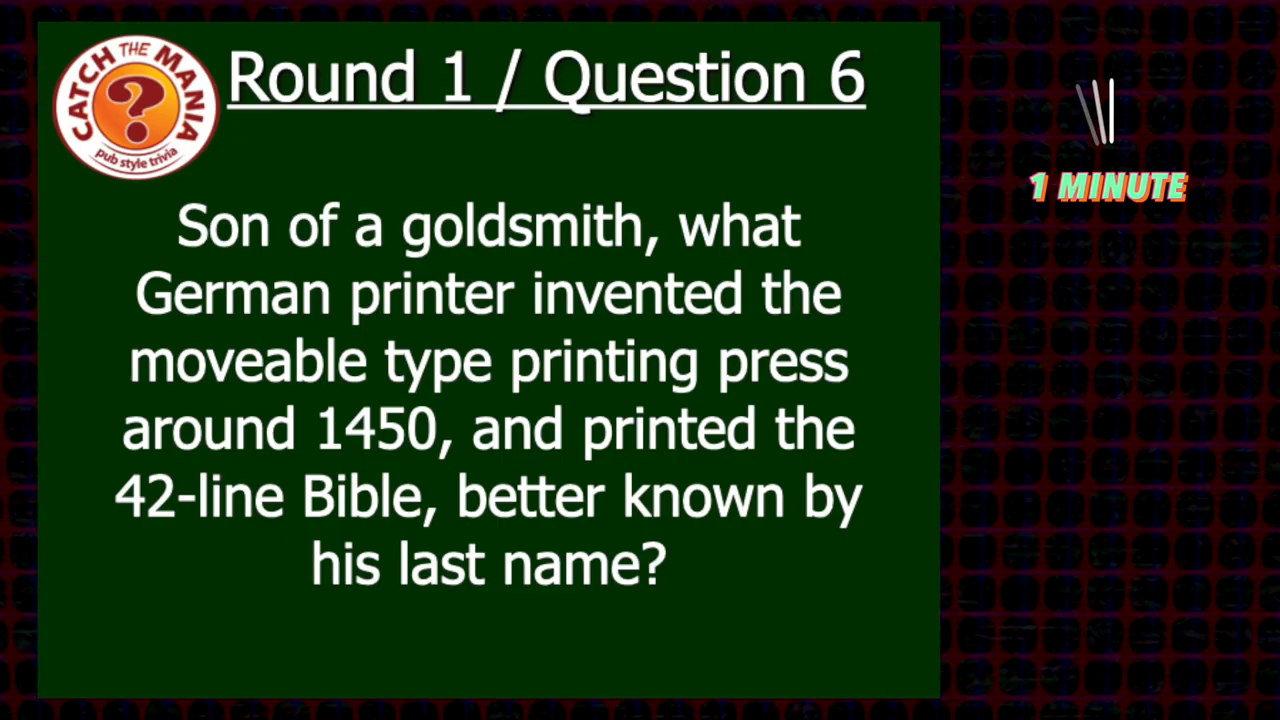 CATCH THE MANIA
?
pub style trivia
Round 1 / Question 6
1 MINUTE
Son of a goldsmith, what
German printer invented the
moveable type printing press
around 1450, and printed the
42-line Bible, better known by
his last name?